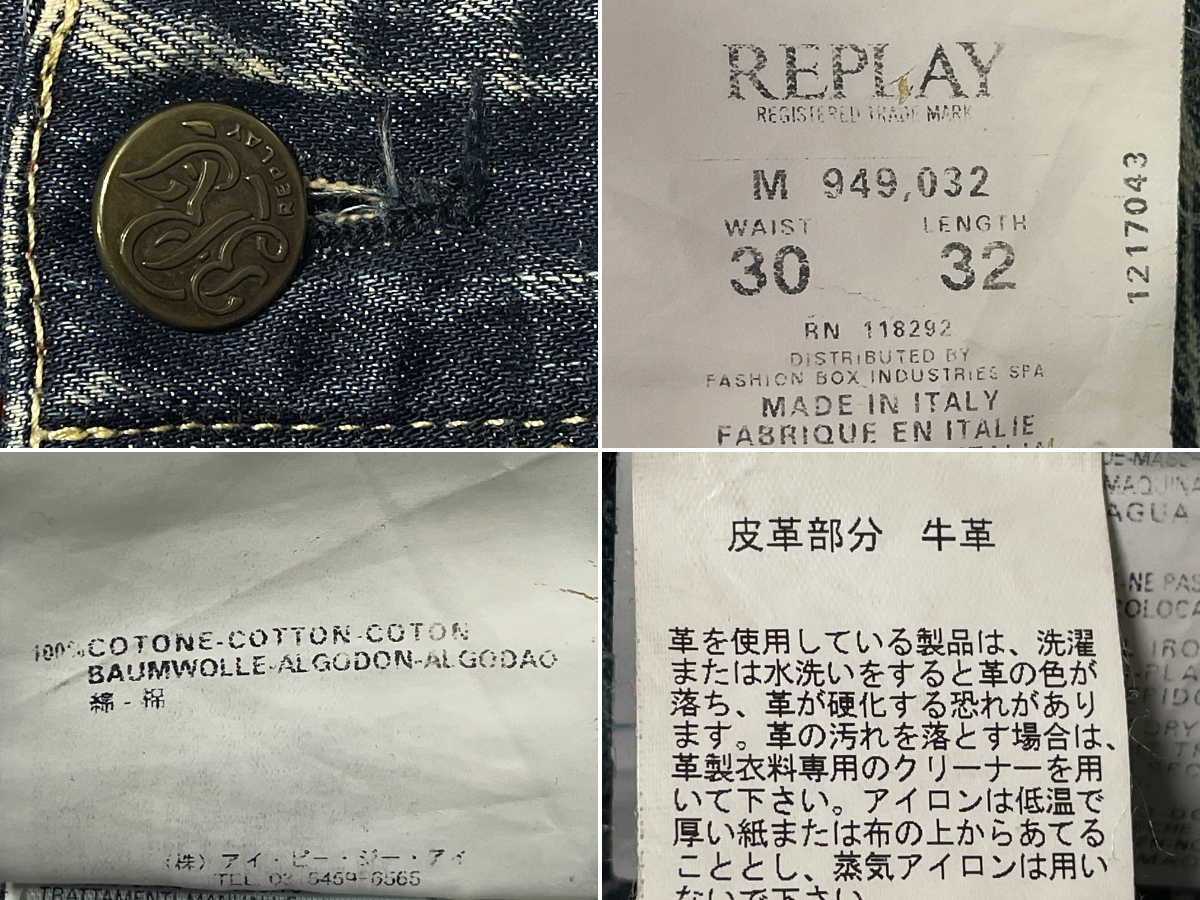 REPLAY
REPLAY
REGISTERED TRADE MARK
M 949,032
WAIST LENGTH
30 32
RN 118292
DISTRIBUTED BY
FASHION BOX INDUSTRIES SPA
MADE IN ITALY
FABRIQUE EN ITALIE
1217043
100% COTONE-COTTON-COTON
BAUMWOLLE-ALGODON-ALGODAO
綿 - 棉
(株) アイ・ピー・ジー・アイ
TEL 03 5459-6565
TRATTAMENTI
皮革部分 牛革
革を使用している製品は、洗濯
または水洗いをすると革の色が
落ち、革が硬化する恐れがあり
ます。革の汚れを落とす場合は、
革製衣料専用のクリーナーを用
いて下さい。アイロンは低温で
厚い紙または布の上からあてる
こととし、蒸気アイロンは用い
ないで下さい。
AGUA